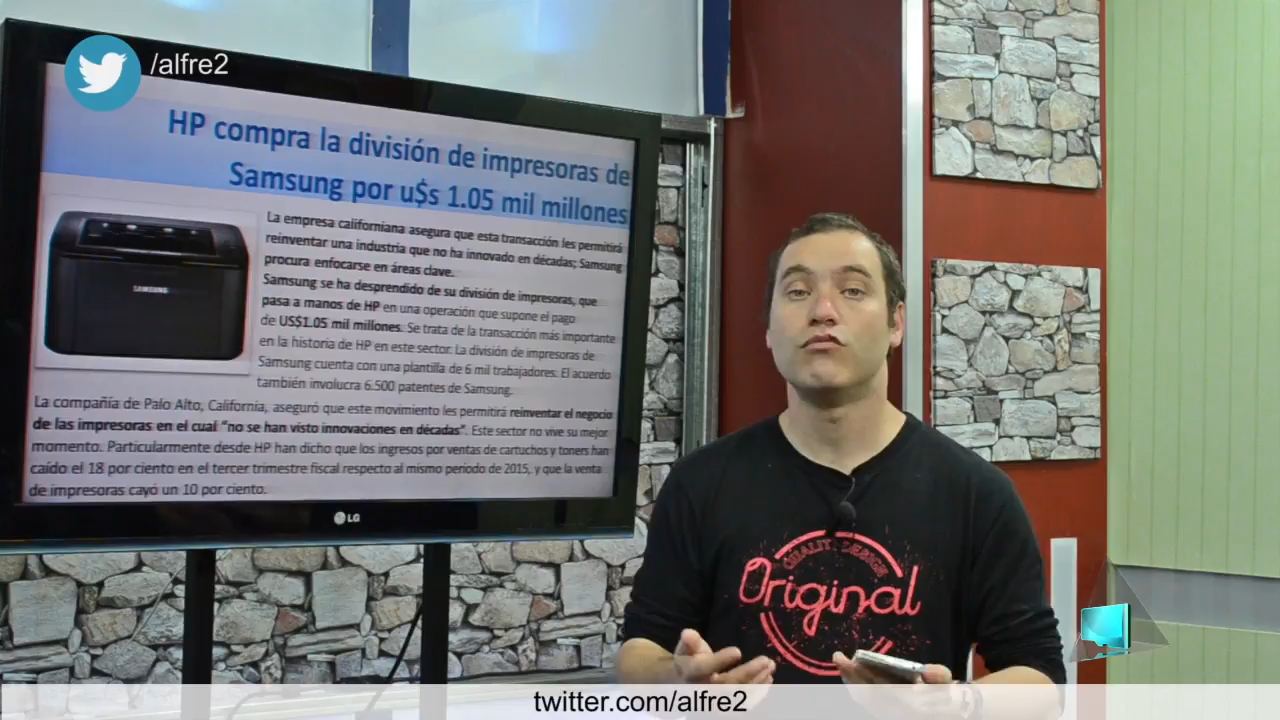 /alfre2
HP compra la división de impresoras de
Samsung por u$s 1.05 mil millones
SAMSUNG
La empresa californiana asegura que esta transacción les permitirá
reinventar una industria que no ha innovado en décadas; Samsung
procura enfocarse en áreas clave.
Samsung se ha desprendido de su división de impresoras, que
pasa a manos de HP en una operación que supone el pago
de US$1.05 mil millones. Se trata de la transacción más importante
en la historia de HP en este sector. La división de impresoras de
Samsung cuenta con una plantilla de 6 mil trabajadores. El acuerdo
también involucra 6.500 patentes de Samsung.
La compañía de Palo Alto, California, aseguró que este movimiento les permitirá reinventar el negocio
de las impresoras en el cual "no se han visto innovaciones en décadas". Este sector no vive su mejor
momento. Particularmente desde HP han dicho que los ingresos por ventas de cartuchos y toners han
caído el 18 por ciento en el tercer trimestre fiscal respecto al mismo periodo de 2015, y que la venta
de impresoras cayó un 10 por ciento.
LG
QUALITY DESIGN
Original
twitter.com/alfre2